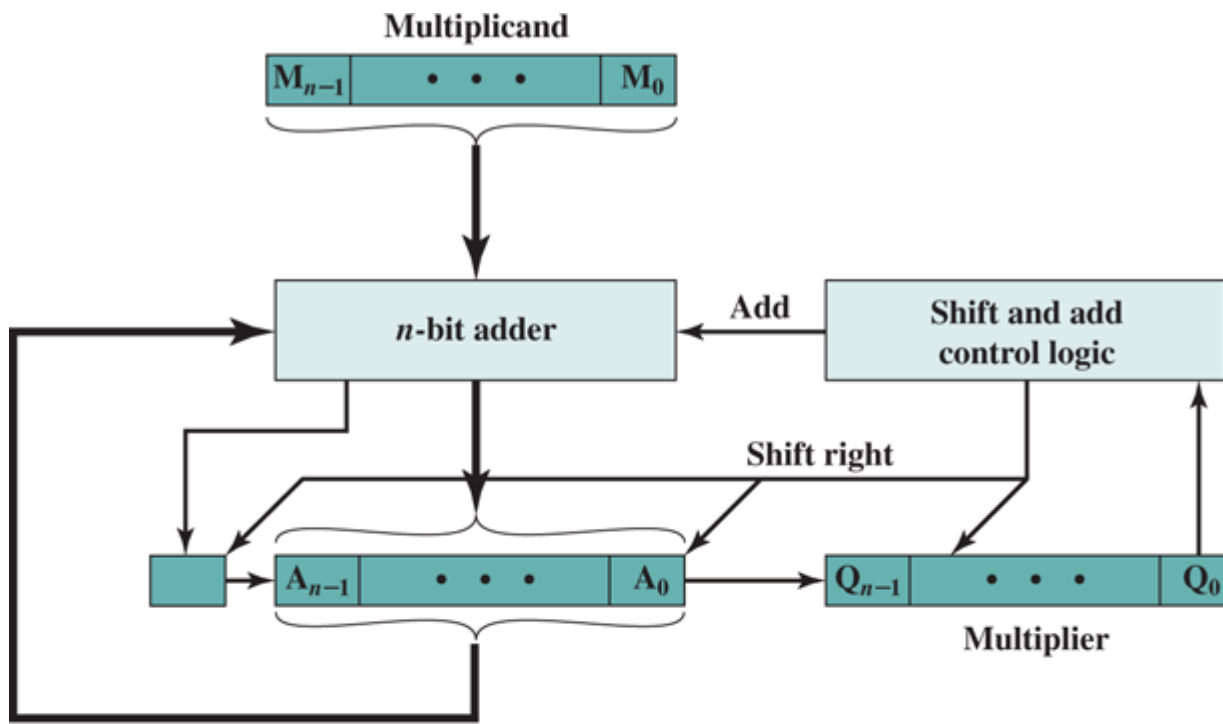 Multiplicand
Mn−1 • • • M0
n-bit adder
Add
Shift and add
control logic
Shift right
An−1 • • • A0
Qn−1 • • • Q0
Multiplier